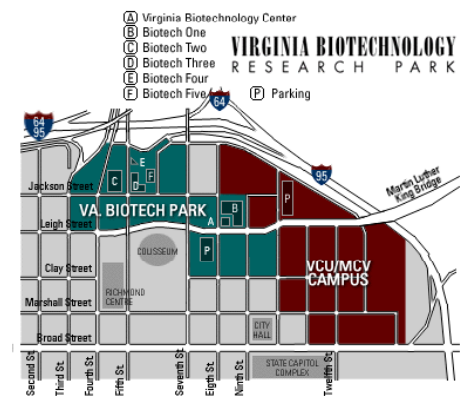 A Virginia Biotechnology Center
B Biotech One
C Biotech Two
D Biotech Three
E Biotech Four
F Biotech Five
P Parking
VIRGINIA BIOTECHNOLOGY
RESEARCH PARK
64
64
95
95
Martin Luther
King Bridge
Jackson Street
C
D
E
F
VA. BIOTECH PARK
Leigh Street
A
B
P
COLISEUM
P
Clay Street
VCU/MCV
CAMPUS
RICHMOND
CENTRE
Marshall Street
CITY
HALL
Broad Street
STATE CAPITOL
COMPLEX
Second St.
Third St.
Fourth St.
Fifth St.
Seventh St.
Eigth St.
Ninth St.
Twelfth St.